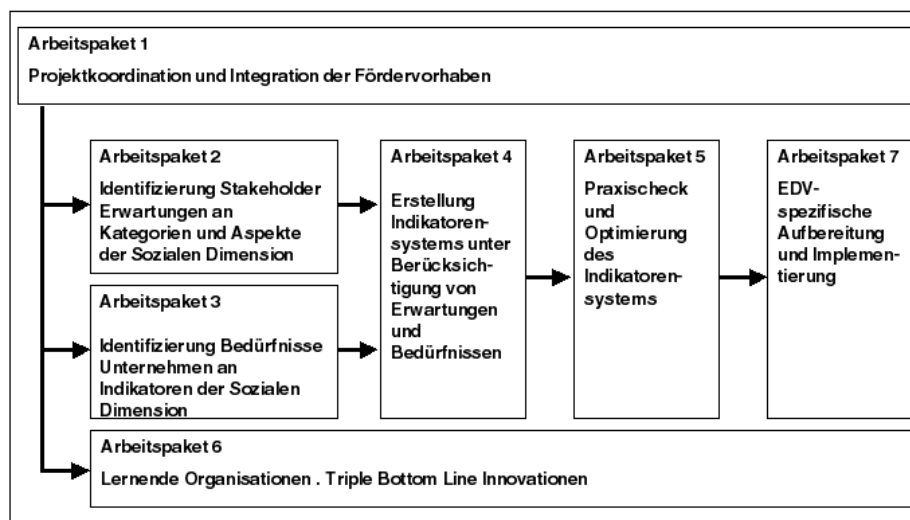 Arbeitspaket 1
Projektkoordination und Integration der Fördervorhaben
Arbeitspaket 2
Identifizierung Stakeholder
Erwartungen an
Kategorien und Aspekte
der Sozialen Dimension
Arbeitspaket 3
Identifizierung Bedürfnisse
Unternehmen an
Indikatoren der Sozialen
Dimension
Arbeitspaket 4
Erstellung
Indikatoren-
systems unter
Berücksich-
tigung von
Erwartungen
und
Bedürfnissen
Arbeitspaket 5
Praxischeck
und
Optimierung
des
Indikatoren-
systems
Arbeitspaket 7
EDV-
spezifische
Aufbereitung
und Implemen-
tierung
Arbeitspaket 6
Lernende Organisationen . Triple Bottom Line Innovationen